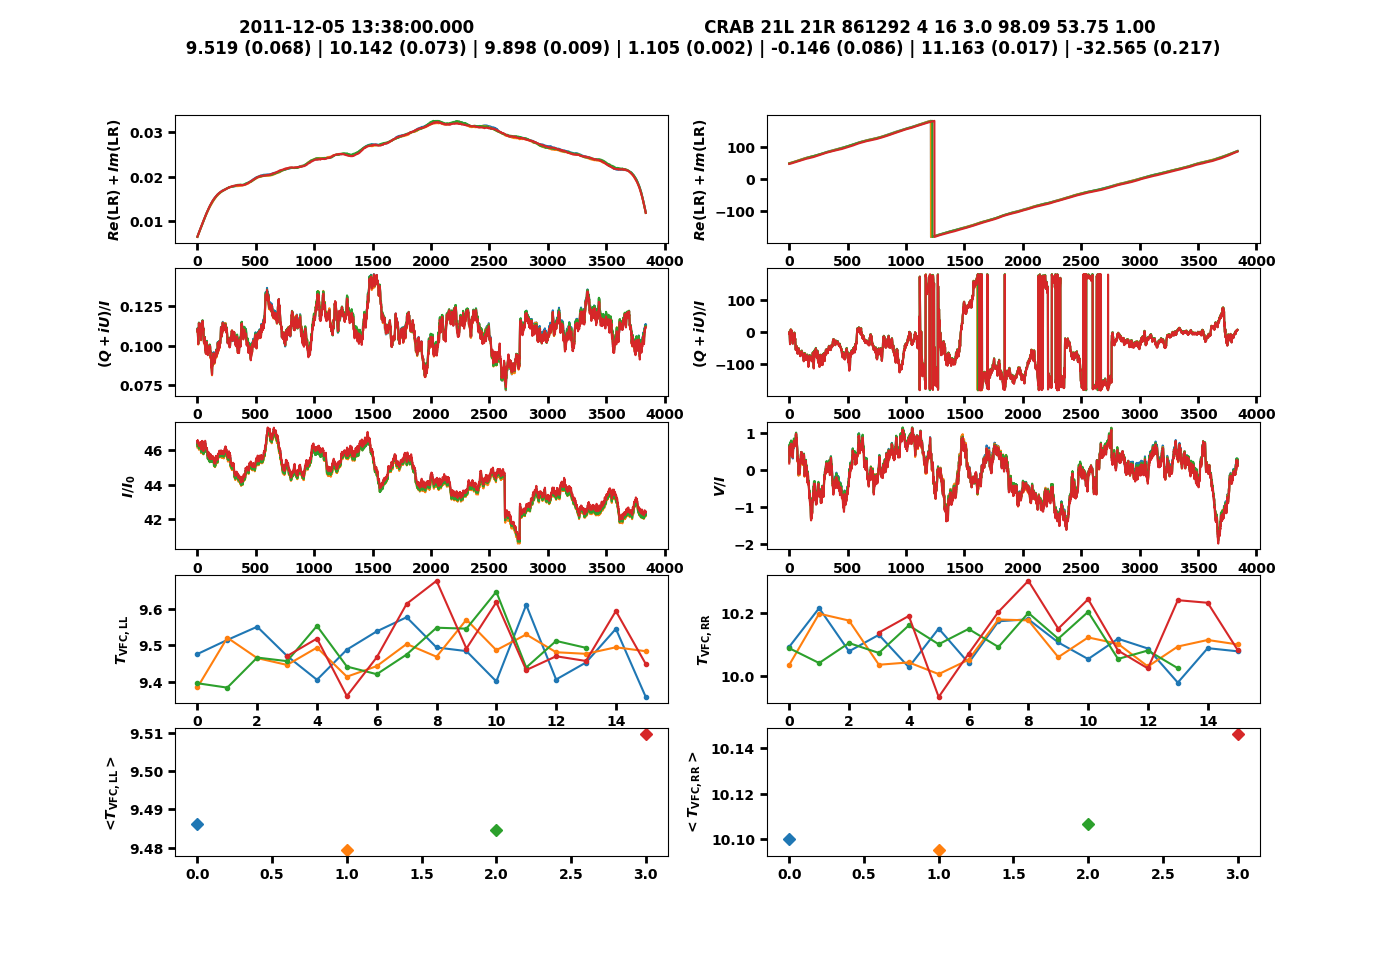 2011-12-05 13:38:00.000 CRAB 21L 21R 861292 4 16 3.0 98.09 53.75 1.00
9.519 (0.068) | 10.142 (0.073) | 9.898 (0.009) | 1.105 (0.002) | -0.146 (0.086) | 11.163 (0.017) | -32.565 (0.217)
Re(LR) + Im(LR)
0.03
0.02
0.01
0 500 1000 1500 2000 2500 3000 3500 4000
Re(LR) + Im(LR)
100
0
−100
0 500 1000 1500 2000 2500 3000 3500 4000
(Q + iU)/I
0.125
0.100
0.075
0 500 1000 1500 2000 2500 3000 3500 4000
(Q + iU)/I
100
0
−100
0 500 1000 1500 2000 2500 3000 3500 4000
I/I0
46
44
42
0 500 1000 1500 2000 2500 3000 3500 4000
V/I
1
0
−1
−2
0 500 1000 1500 2000 2500 3000 3500 4000
TVFC,LL
9.6
9.5
9.4
0 2 4 6 8 10 12 14
TVFC,RR
10.2
10.0
0 2 4 6 8 10 12 14
<TVFC,LL>
9.51
9.50
9.49
9.48
0.0 0.5 1.0 1.5 2.0 2.5 3.0
<TVFC,RR>
10.14
10.12
10.10
0.0 0.5 1.0 1.5 2.0 2.5 3.0